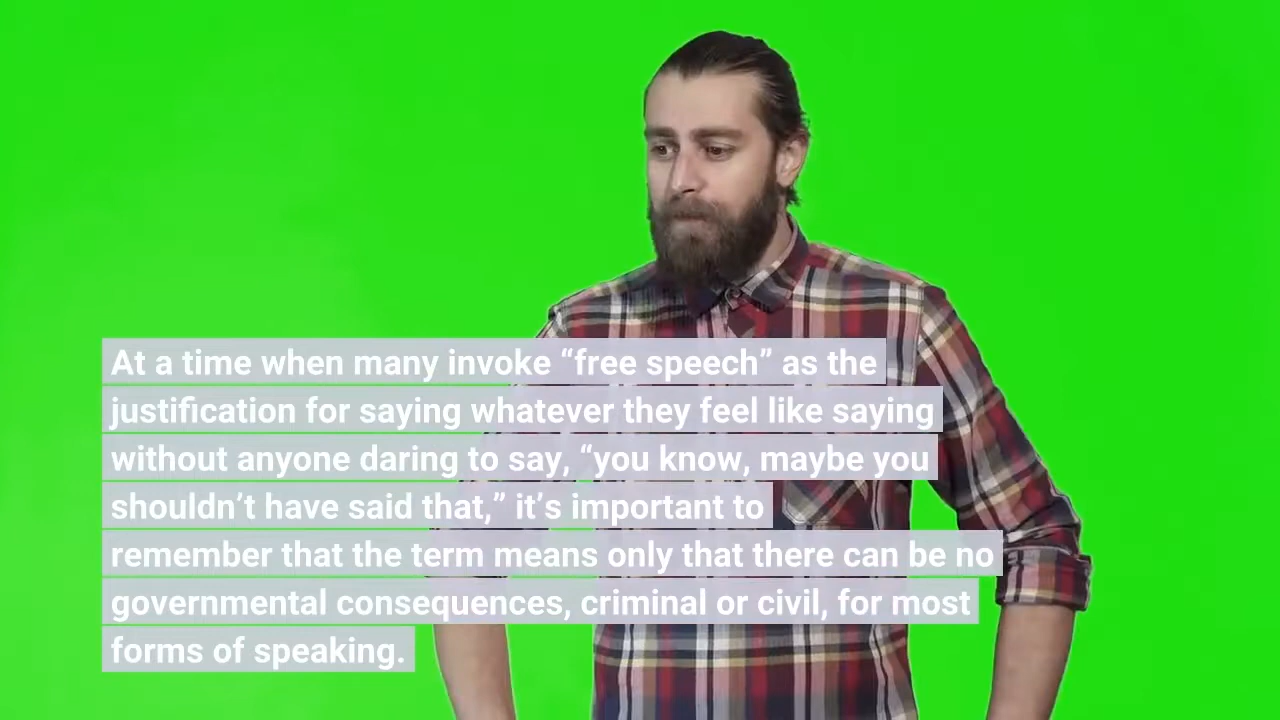 At a time when many invoke “free speech” as the
justification for saying whatever they feel like saying
without anyone daring to say, “you know, maybe you
shouldn’t have said that,” it’s important to
remember that the term means only that there can be no
governmental consequences, criminal or civil, for most
forms of speaking.